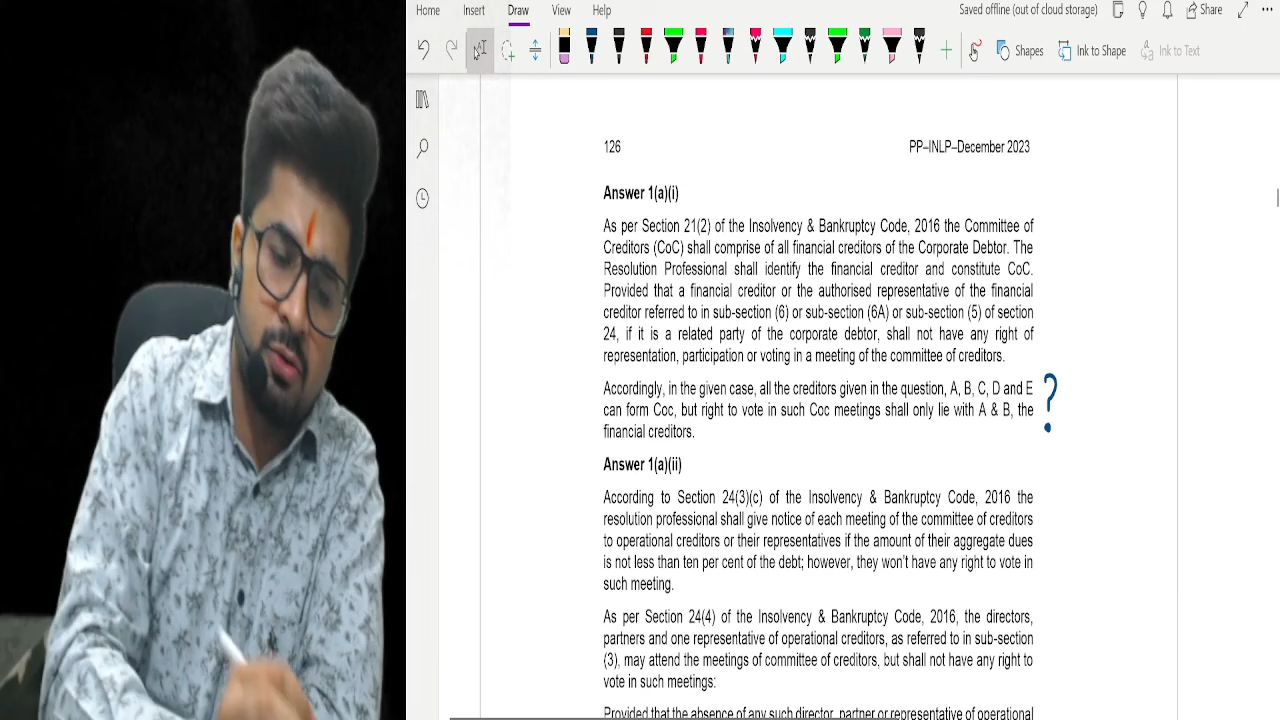 Home Insert Draw View Help Saved offline (out of cloud storage) Share
Shapes Ink to Shape Ink to Text
126 PP–INLP–December 2023
Answer 1(a)(i)
As per Section 21(2) of the Insolvency & Bankruptcy Code, 2016 the Committee of
Creditors (CoC) shall comprise of all financial creditors of the Corporate Debtor. The
Resolution Professional shall identify the financial creditor and constitute CoC.
Provided that a financial creditor or the authorised representative of the financial
creditor referred to in sub-section (6) or sub-section (6A) or sub-section (5) of section
24, if it is a related party of the corporate debtor, shall not have any right of
representation, participation or voting in a meeting of the committee of creditors.
Accordingly, in the given case, all the creditors given in the question, A, B, C, D and E
can form Coc, but right to vote in such Coc meetings shall only lie with A & B, the
financial creditors.
?
Answer 1(a)(ii)
According to Section 24(3)(c) of the Insolvency & Bankruptcy Code, 2016 the
resolution professional shall give notice of each meeting of the committee of creditors
to operational creditors or their representatives if the amount of their aggregate dues
is not less than ten per cent of the debt; however, they won't have any right to vote in
such meeting.
As per Section 24(4) of the Insolvency & Bankruptcy Code, 2016, the directors,
partners and one representative of operational creditors, as referred to in sub-section
(3), may attend the meetings of committee of creditors, but shall not have any right to
vote in such meetings:
Provided that the absence of any such director, partner or representative of operational